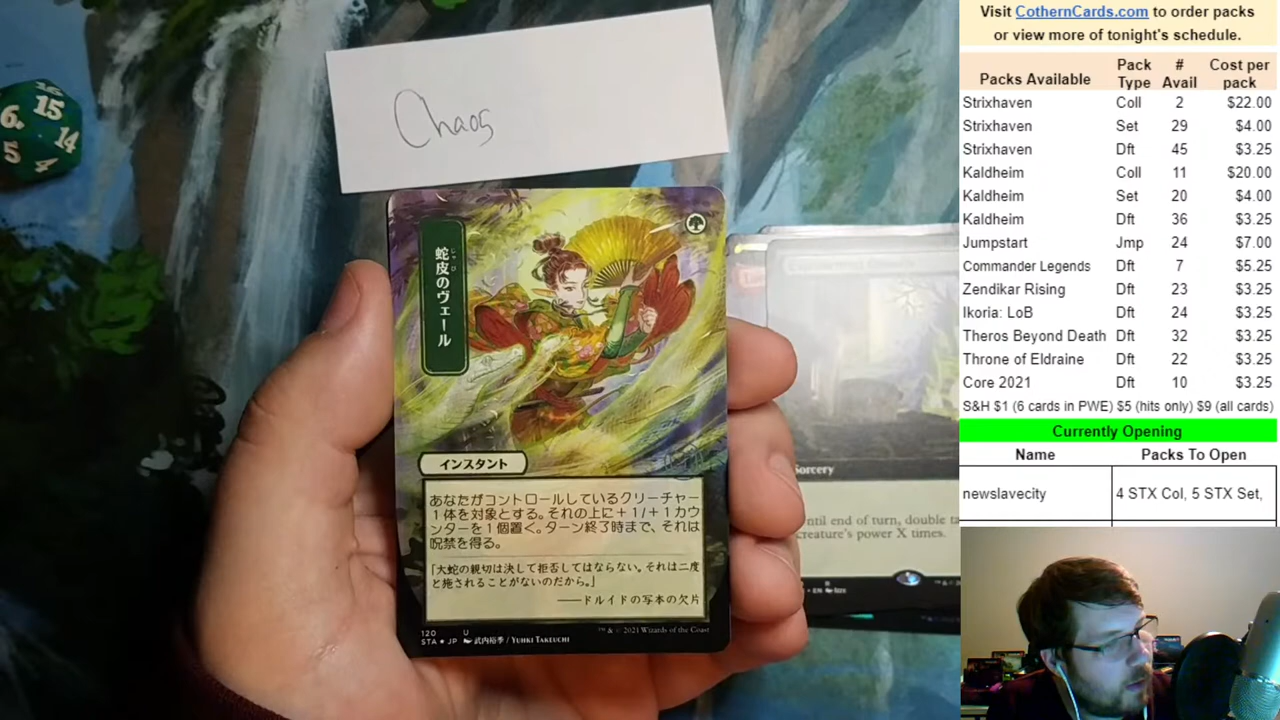 Chaos
6. 15 14 5 4
蛇皮のヴェール
じゃび
インスタント
あなたがコントロールしているクリーチャー
1体を対象とする。それの上に+1/+1カウ
ンターを1個置く。ターン終了時まで、それは
呪禁を得る。
「大蛇の親切は決して拒否してはならない。それは二度
と施されることがないのだから。」
――ドルイドの写本の欠片
120 U
STA • JP 武内裕季 / YUHKI TAKEUCHI
™ & © 2021 Wizards of the Coast
Sorcery
until end of turn, double ta
creature's power X times.
Visit CothernCards.com to order packs
or view more of tonight's schedule.
Packs Available Pack Type # Avail Cost per pack
Strixhaven Coll 2 $22.00
Strixhaven Set 29 $4.00
Strixhaven Dft 45 $3.25
Kaldheim Coll 11 $20.00
Kaldheim Set 20 $4.00
Kaldheim Dft 36 $3.25
Jumpstart Jmp 24 $7.00
Commander Legends Dft 7 $5.25
Zendikar Rising Dft 23 $3.25
Ikoria: LoB Dft 24 $3.25
Theros Beyond Death Dft 32 $3.25
Throne of Eldraine Dft 22 $3.25
Core 2021 Dft 10 $3.25
S&H $1 (6 cards in PWE) $5 (hits only) $9 (all cards)
Currently Opening
Name Packs To Open
newslavecity 4 STX Col, 5 STX Set,